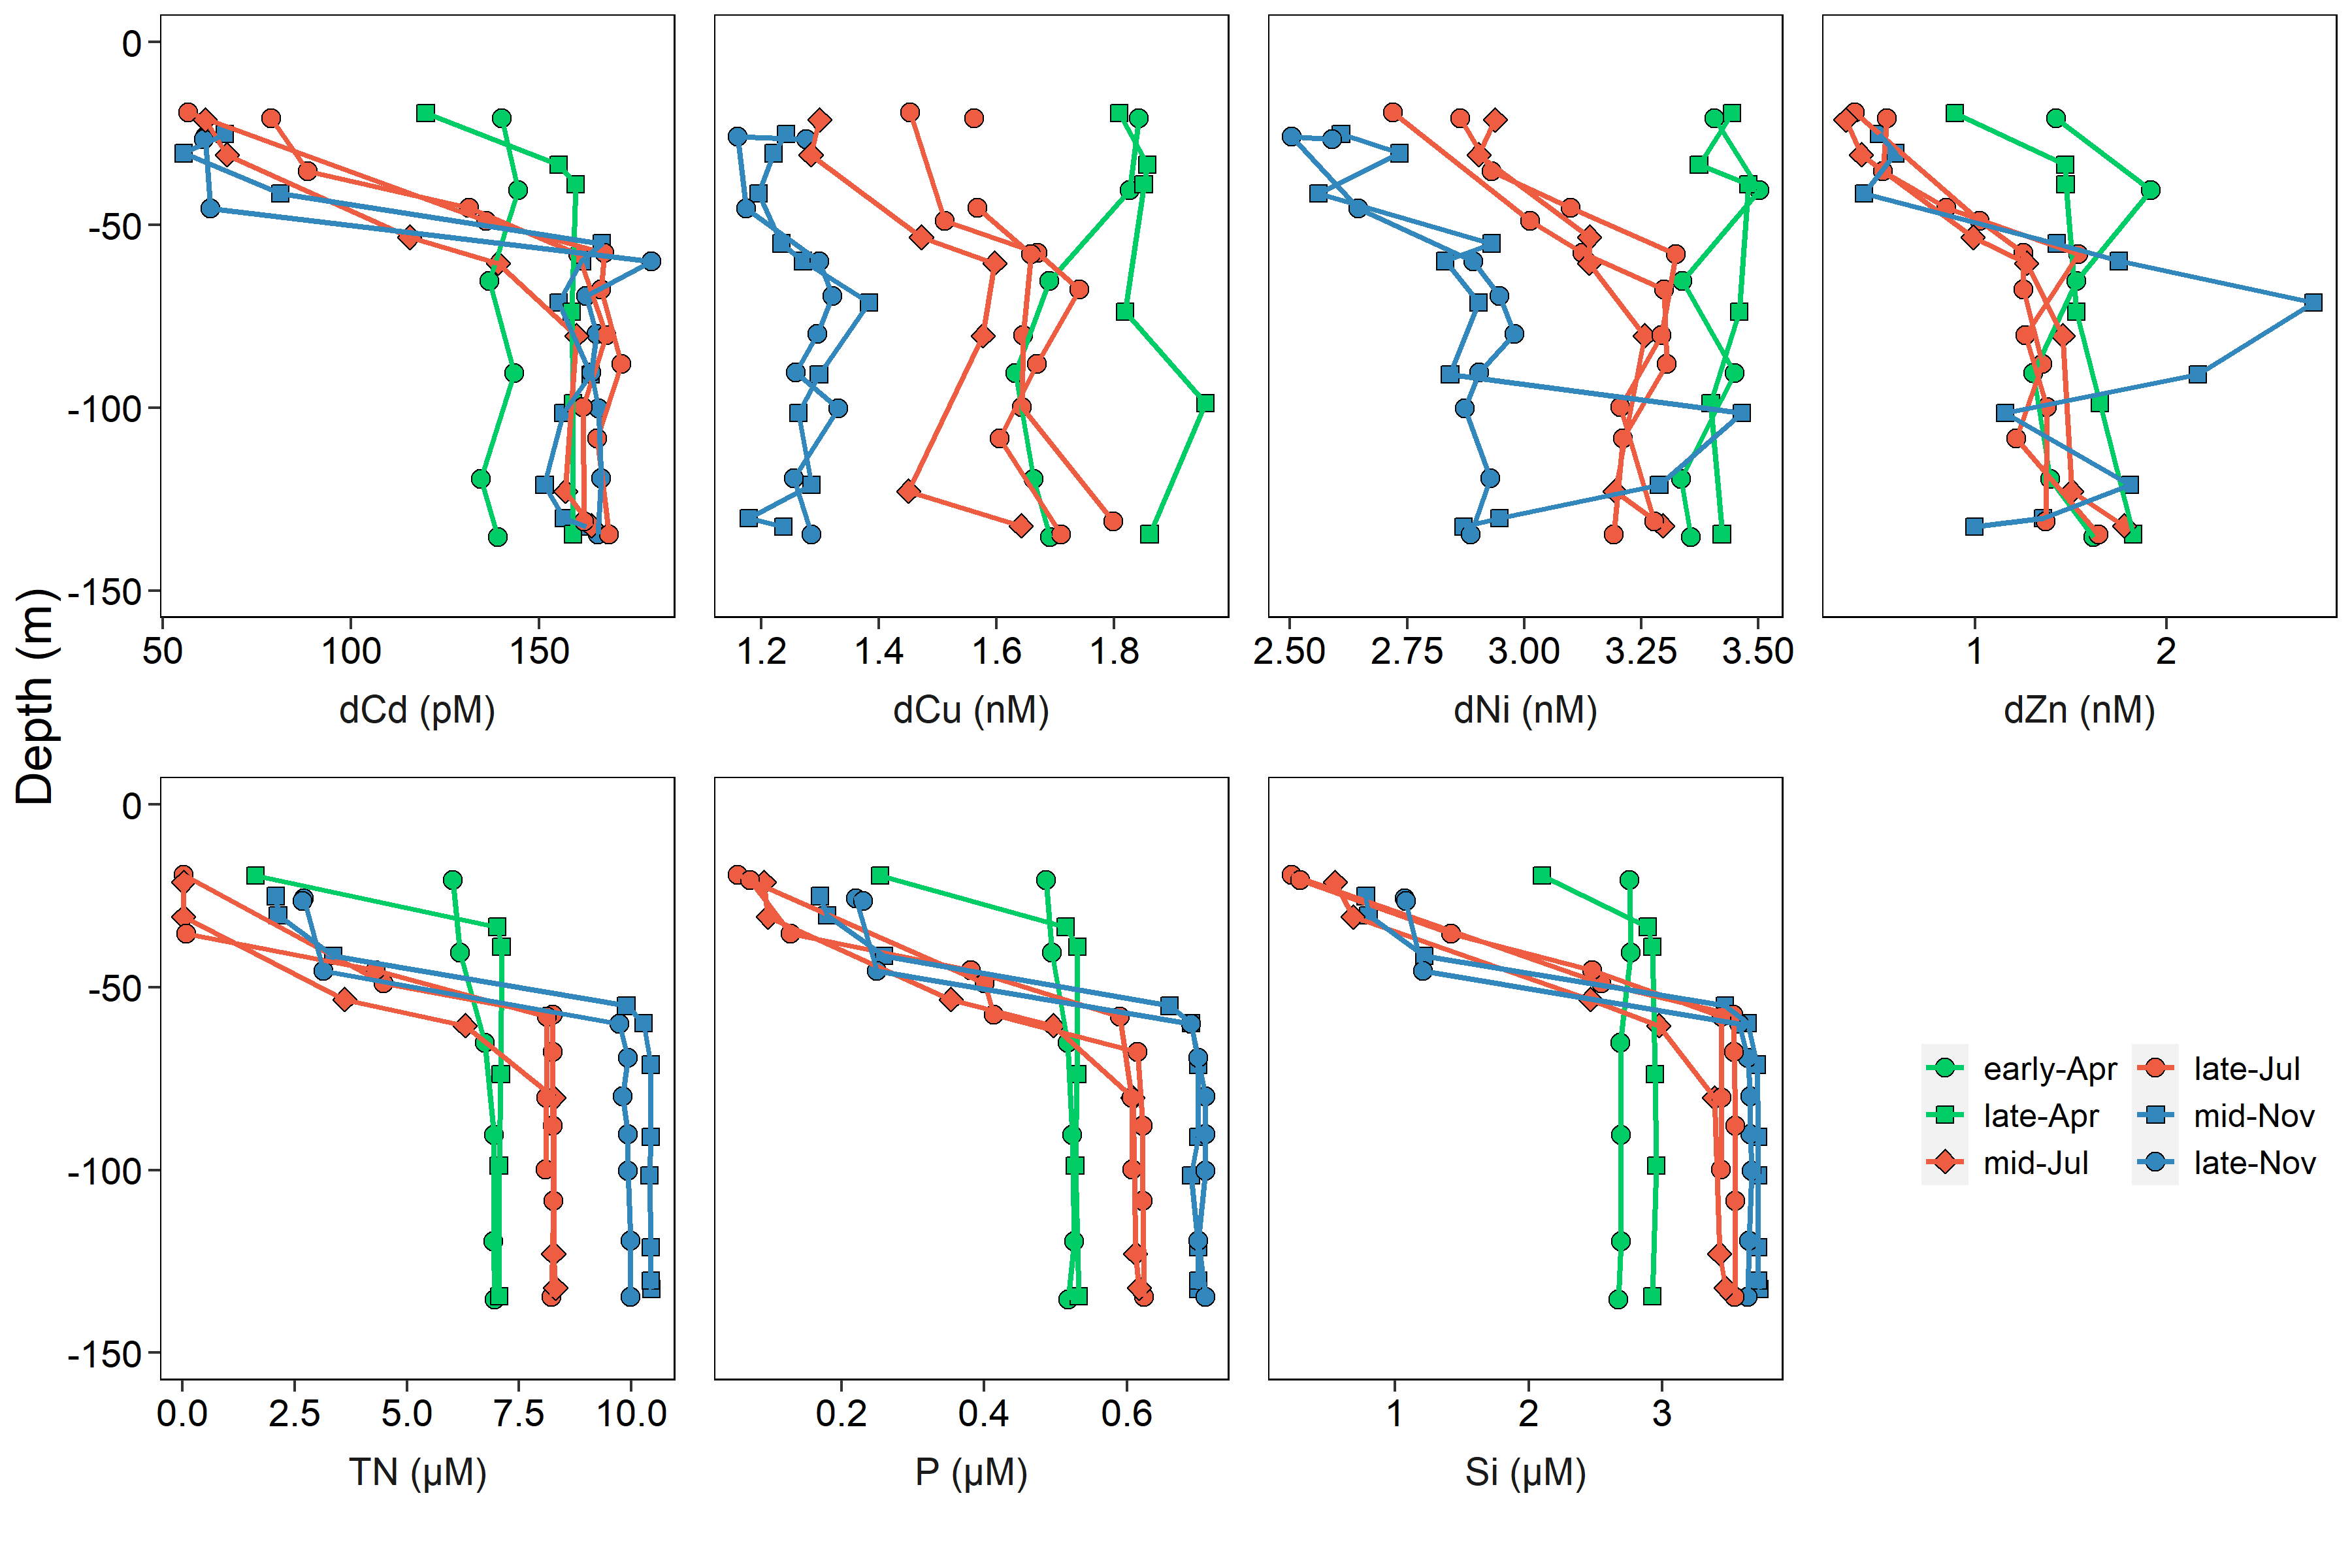 0
-50
-100
-150
50 100 150
1.2 1.4 1.6 1.8
2.50 2.75 3.00 3.25 3.50
1 2
dCd (pM)
dCu (nM)
dNi (nM)
dZn (nM)
Depth (m)
0
-50
-100
-150
0.0 2.5 5.0 7.5 10.0
0.2 0.4 0.6
1 2 3
TN (μM)
P (μM)
Si (μM)
early-Apr
late-Apr
mid-Jul
late-Jul
mid-Nov
late-Nov